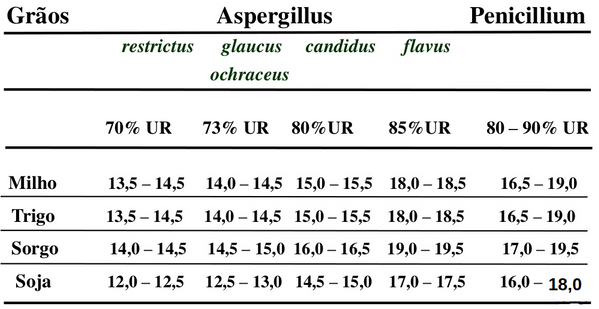 Grãos Aspergillus Penicillium
restrictus glaucus candidus flavus
ochraceus
70% UR 73% UR 80%UR 85%UR 80 – 90% UR
Milho 13,5 – 14,5 14,0 – 14,5 15,0 – 15,5 18,0 – 18,5 16,5 – 19,0
Trigo 13,5 – 14,5 14,0 – 14,5 15,0 – 15,5 18,0 – 18,5 16,5 – 19,0
Sorgo 14,0 – 14,5 14,5 – 15,0 16,0 – 16,5 19,0 – 19,5 17,0 – 19,5
Soja 12,0 – 12,5 12,5 – 13,0 14,5 – 15,0 17,0 – 17,5 16,0 – 18,0